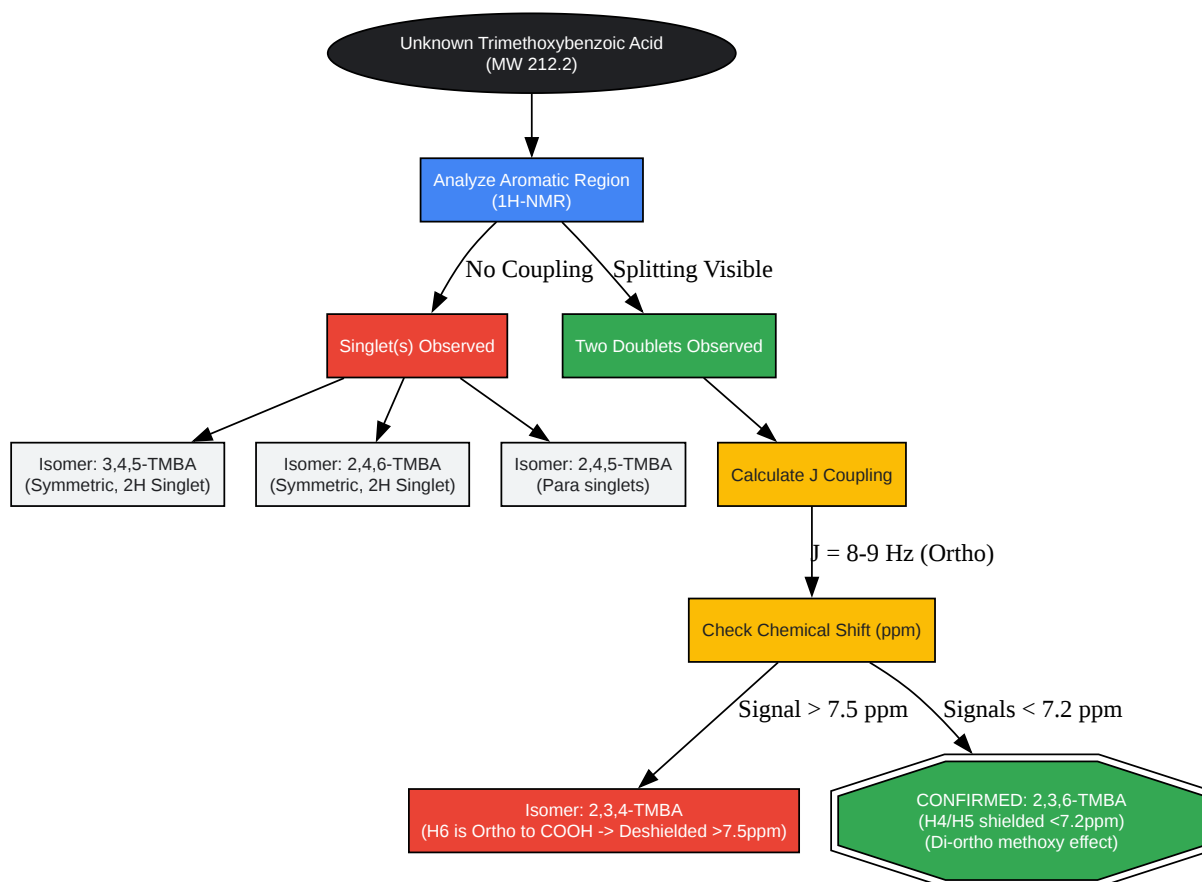 Unknown Trimethoxybenzoic Acid
(MW 212.2)
Analyze Aromatic Region
(1H-NMR)
No Coupling
Splitting Visible
Singlet(s) Observed
Two Doublets Observed
Isomer: 3,4,5-TMBA
(Symmetric, 2H Singlet)
Isomer: 2,4,6-TMBA
(Symmetric, 2H Singlet)
Isomer: 2,4,5-TMBA
(Para singlets)
Calculate J Coupling
J = 8-9 Hz (Ortho)
Check Chemical Shift (ppm)
Signal > 7.5 ppm
Signals < 7.2 ppm
Isomer: 2,3,4-TMBA
(H6 is Ortho to COOH -> Deshielded >7.5ppm)
CONFIRMED: 2,3,6-TMBA
(H4/H5 shielded <7.2ppm)
(Di-ortho methoxy effect)